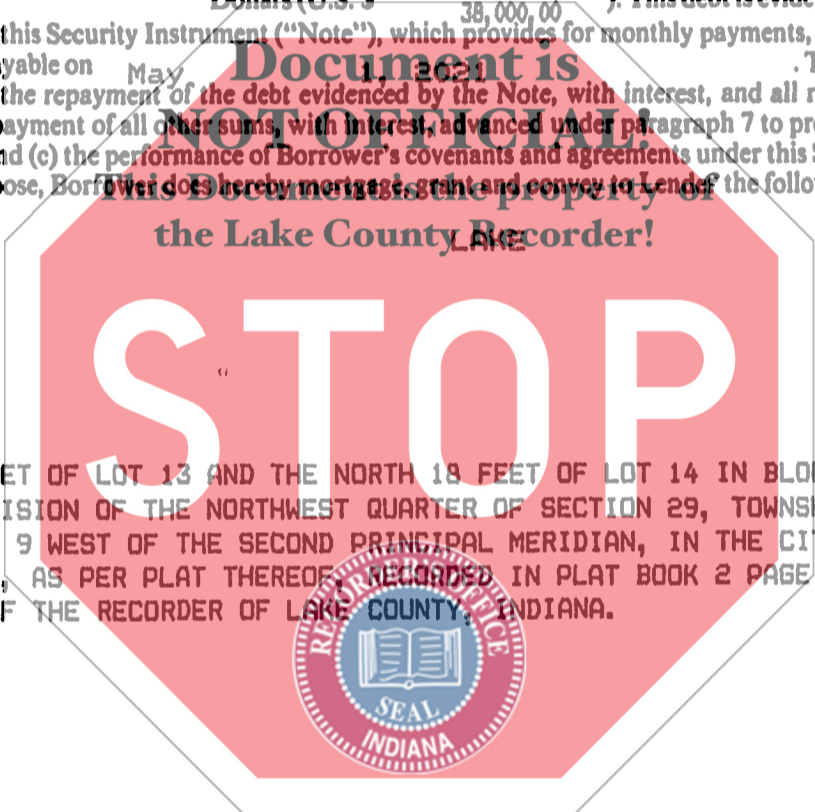 Dollars (U.S. $ 38,000,00 ). This debt is evide
this Security Instrument ("Note"), which provides for monthly payments,
yable on May 1, 2021 .
the repayment of the debt evidenced by the Note, with interest, and all
ayment of all other sums, with interest, advanced under paragraph 7 to pr
nd (c) the performance of Borrower's covenants and agreements under this
ose, Borrower does hereby mortgage, grant and convey to Lender the follo
LAKE
Document is
NOT OFFICIAL!
This Document is the property of
the Lake County Recorder!
STOP
ET OF LOT 13 AND THE NORTH 18 FEET OF LOT 14 IN BLO
ISION OF THE NORTHWEST QUARTER OF SECTION 29, TOWNS
9 WEST OF THE SECOND PRINCIPAL MERIDIAN, IN THE CIT
, AS PER PLAT THEREOF, RECORDED IN PLAT BOOK 2 PAGE
F THE RECORDER OF LAKE COUNTY, INDIANA.
RECORDER'S OFFICE
SEAL
INDIANA